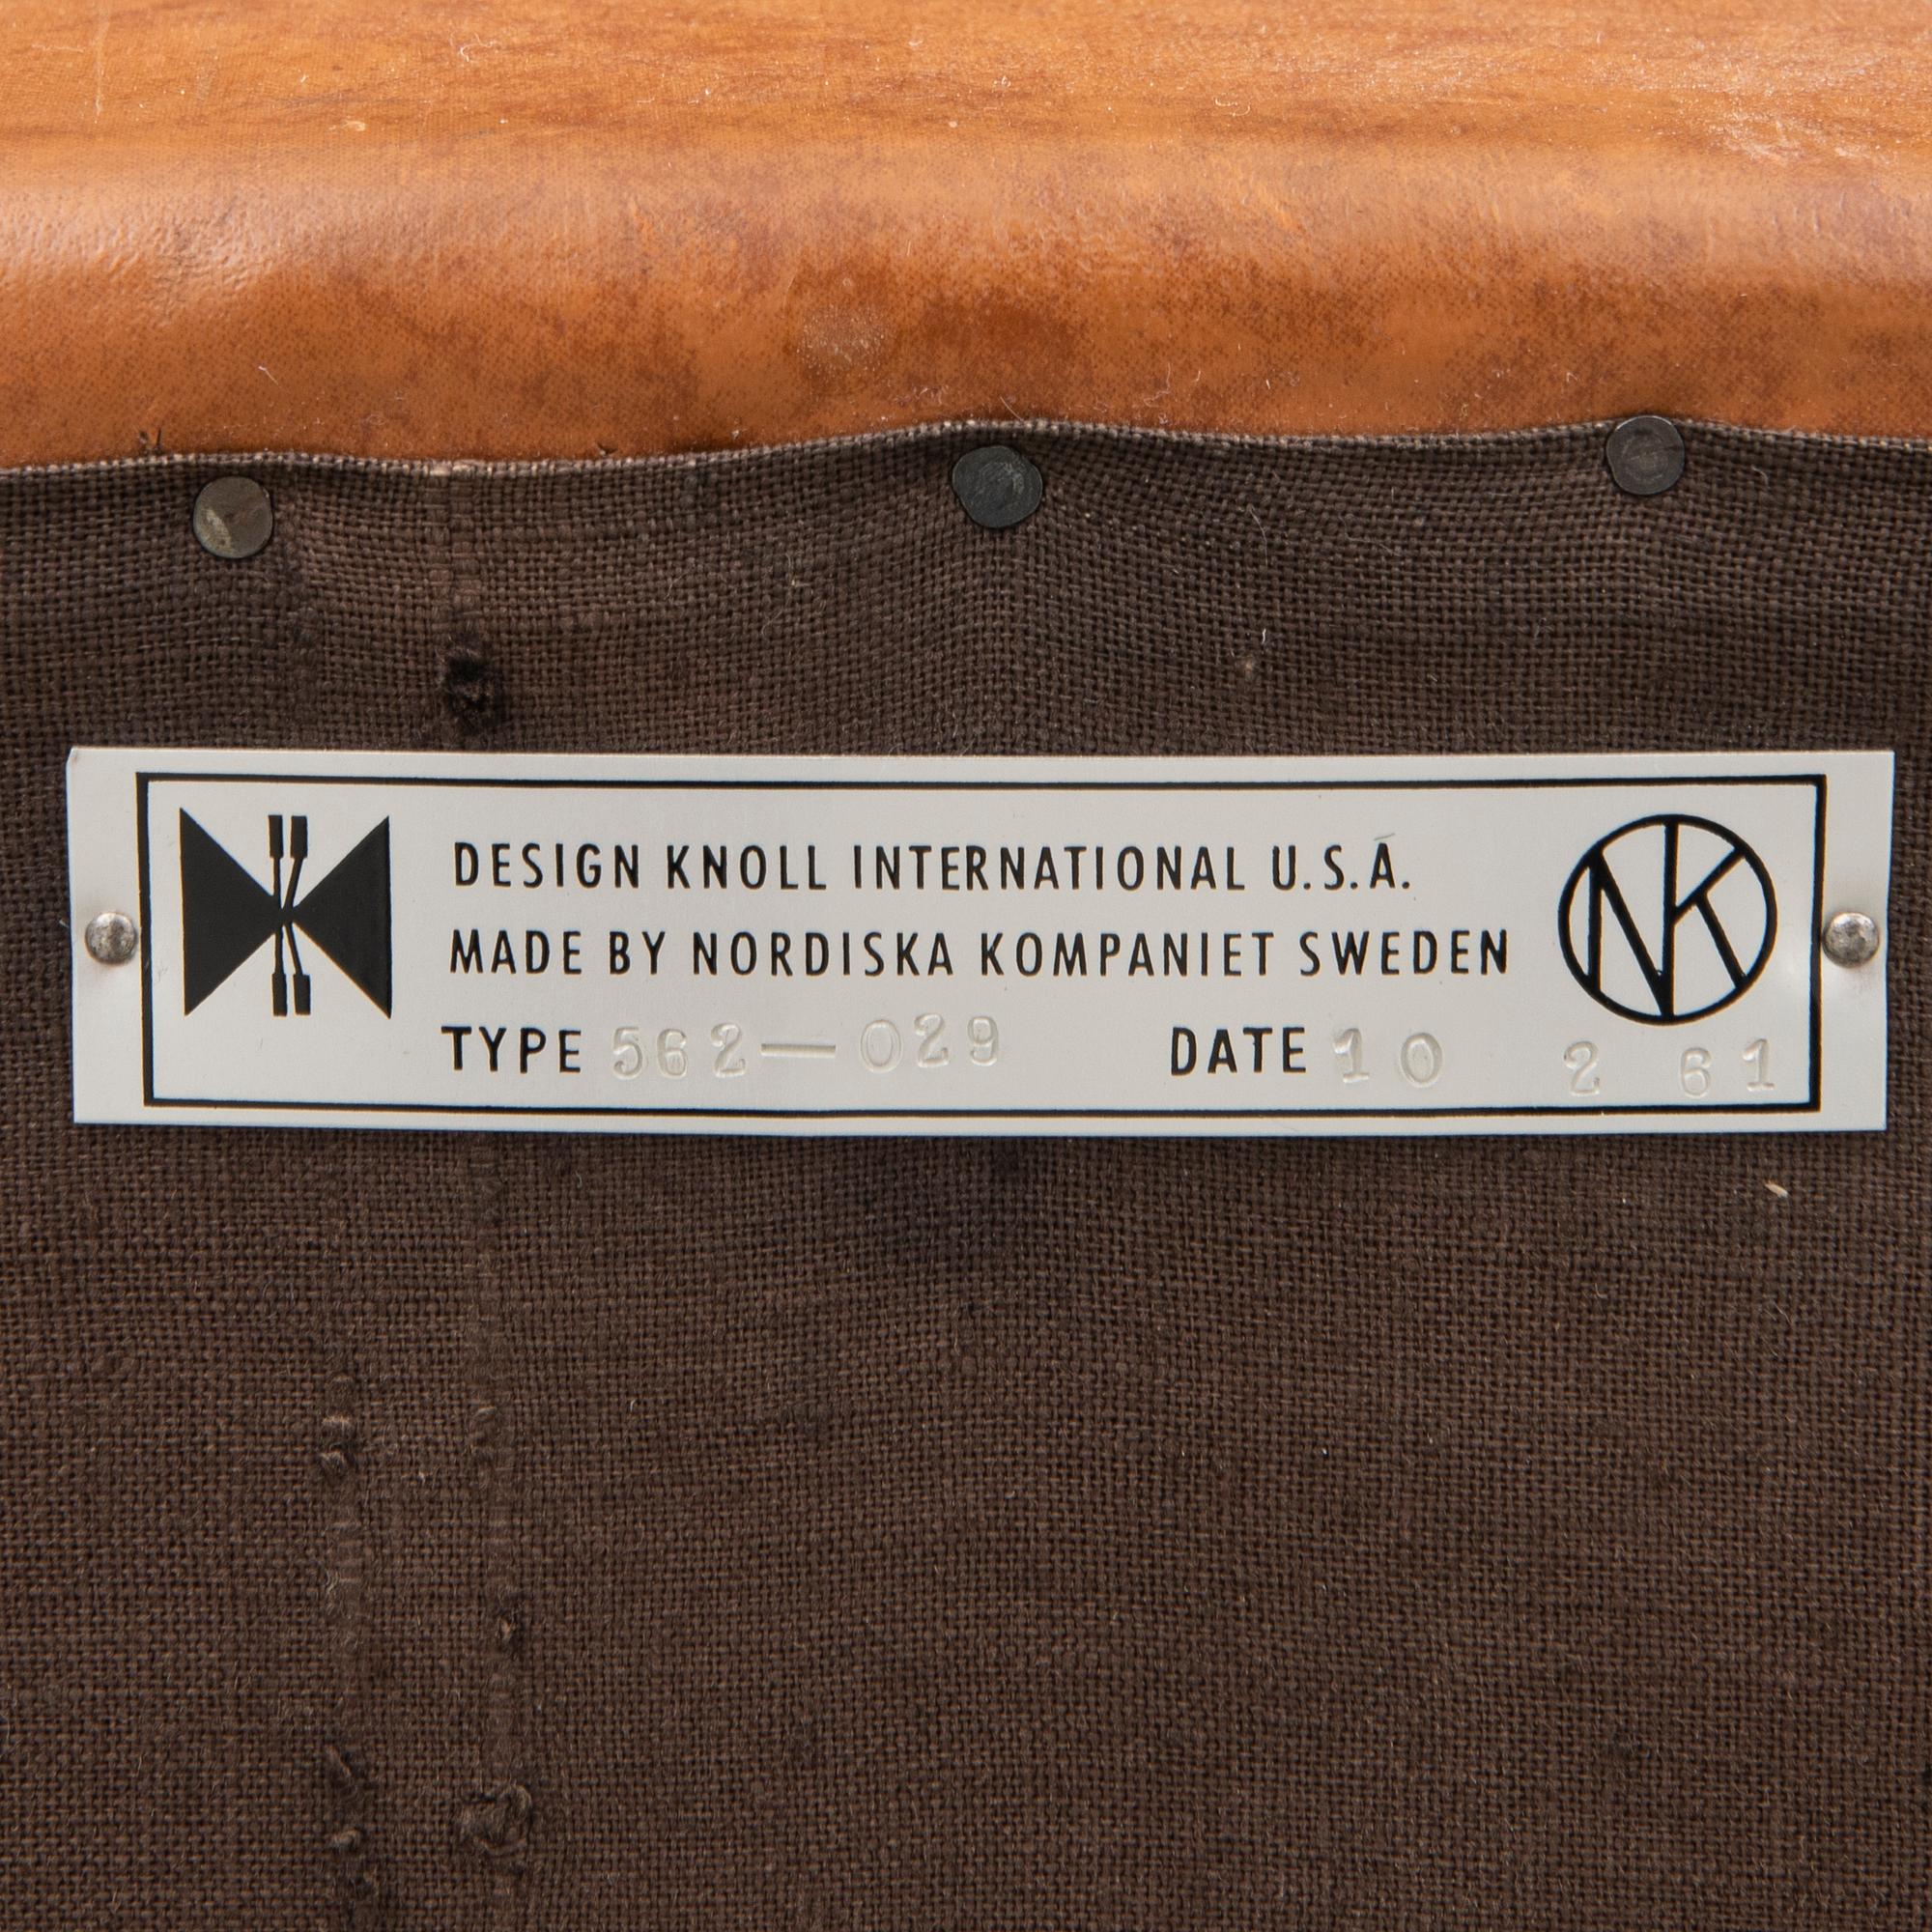 K
DESIGN KNOLL INTERNATIONAL U.S.A.
MADE BY NORDISKA KOMPANIET SWEDEN
NK
TYPE 562—029 DATE 10 2 61